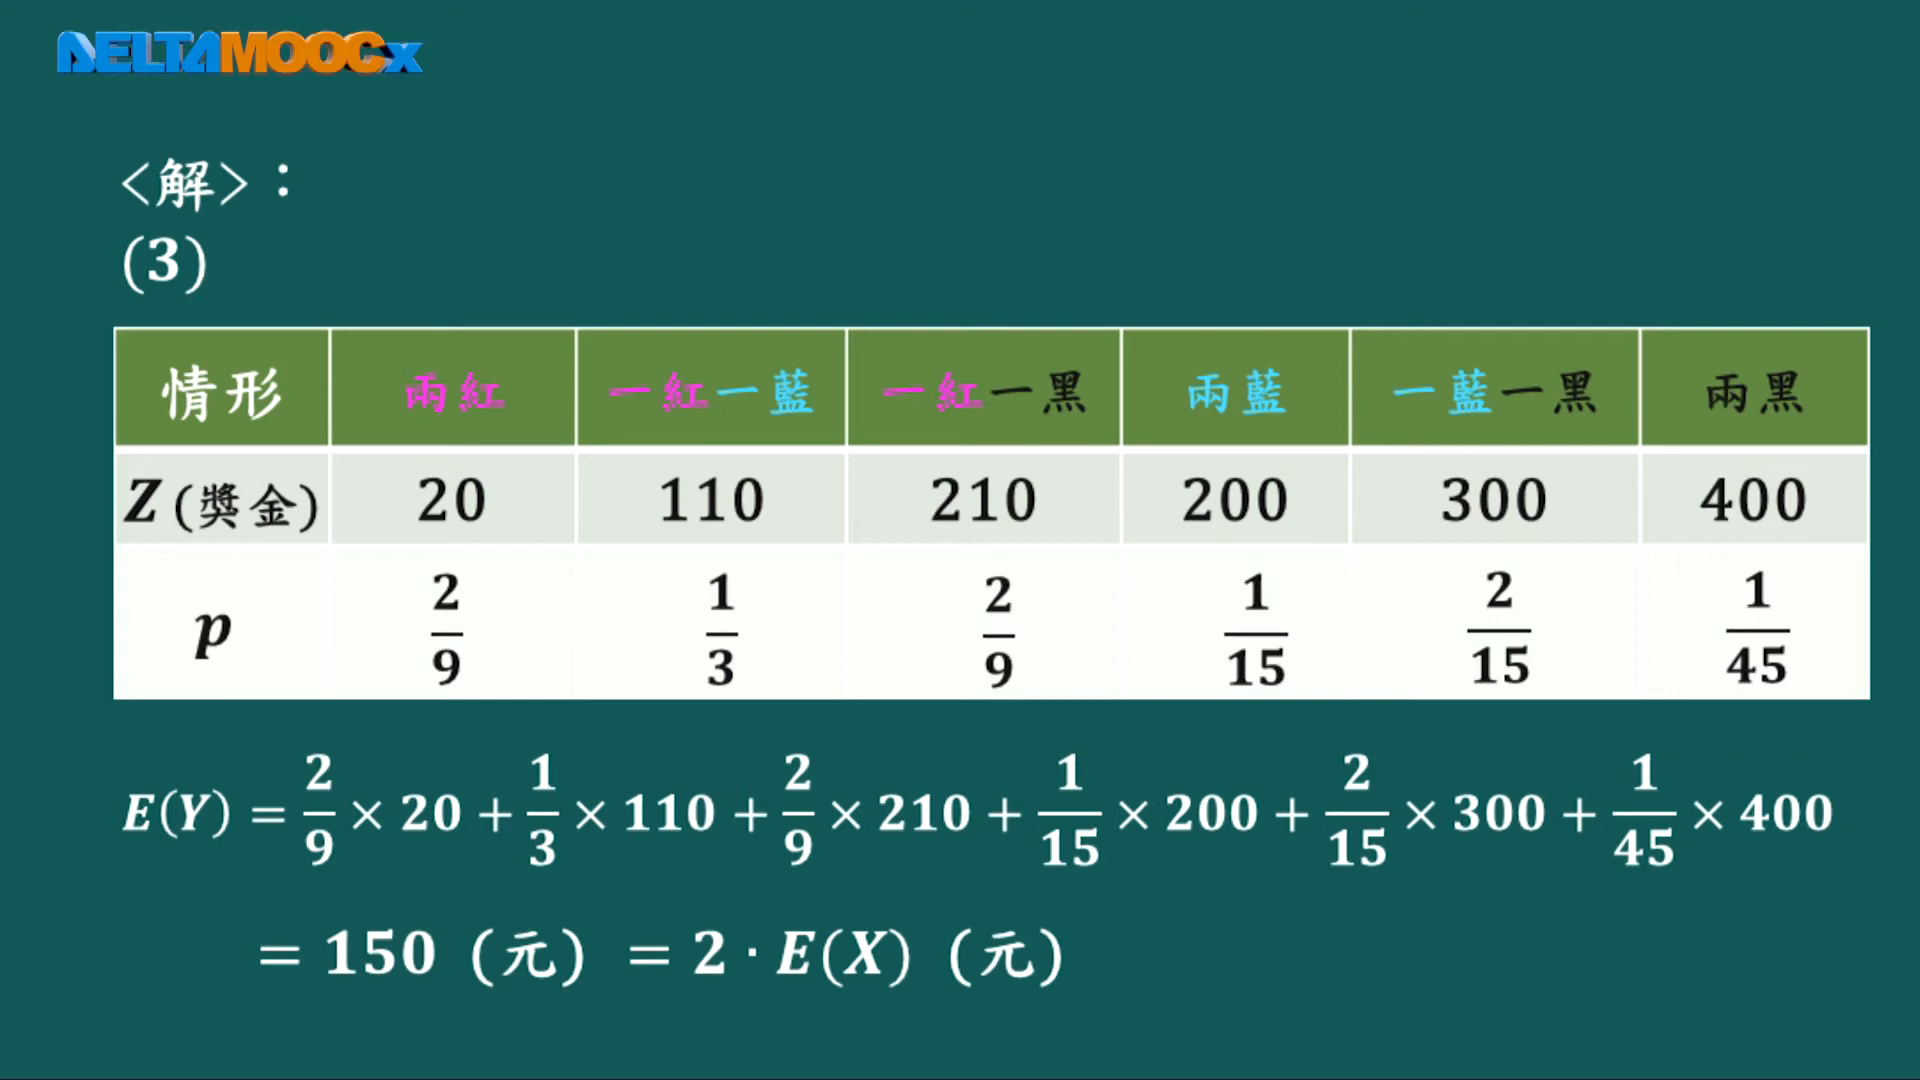 DELTAMOOCx
<解>：
(3)
情形 兩紅 一紅一藍 一紅一黑 兩藍 一藍一黑 兩黑
Z(獎金) 20 110 210 200 300 400
p 2/9 1/3 2/9 1/15 2/15 1/45
E(Y) = 2/9 × 20 + 1/3 × 110 + 2/9 × 210 + 1/15 × 200 + 2/15 × 300 + 1/45 × 400
= 150 (元) = 2 · E(X) (元)